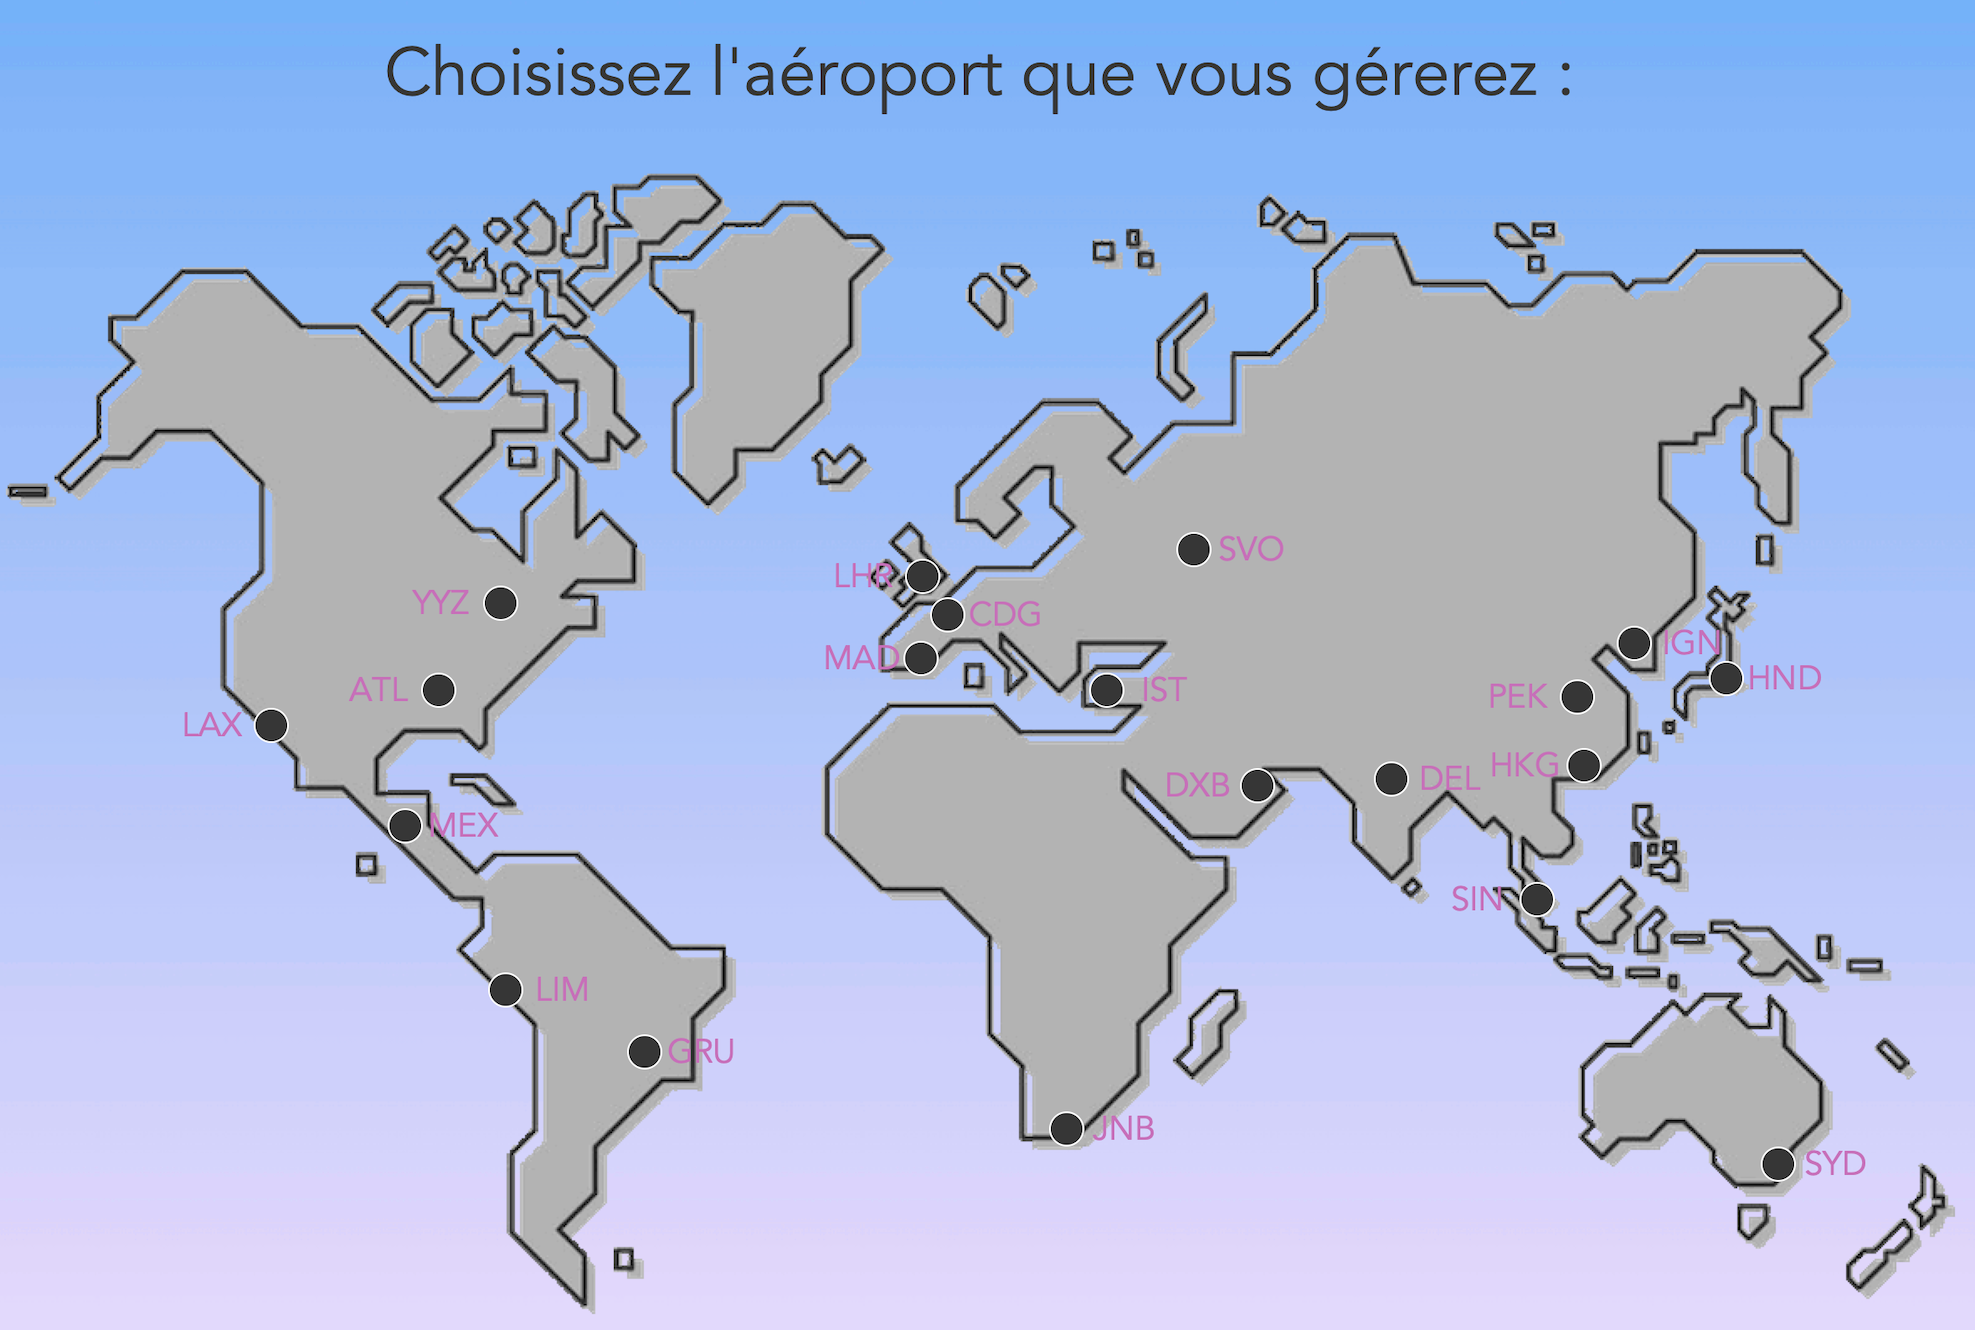 Choisissez l'aéroport que vous gérerez :
SVO
LHR
YYZ
CDG
IGN
MAD
HND
ATL
IST
PEK
LAX
HKG
DXB
DEL
MEX
SIN
LIM
GRU
JNB
SYD